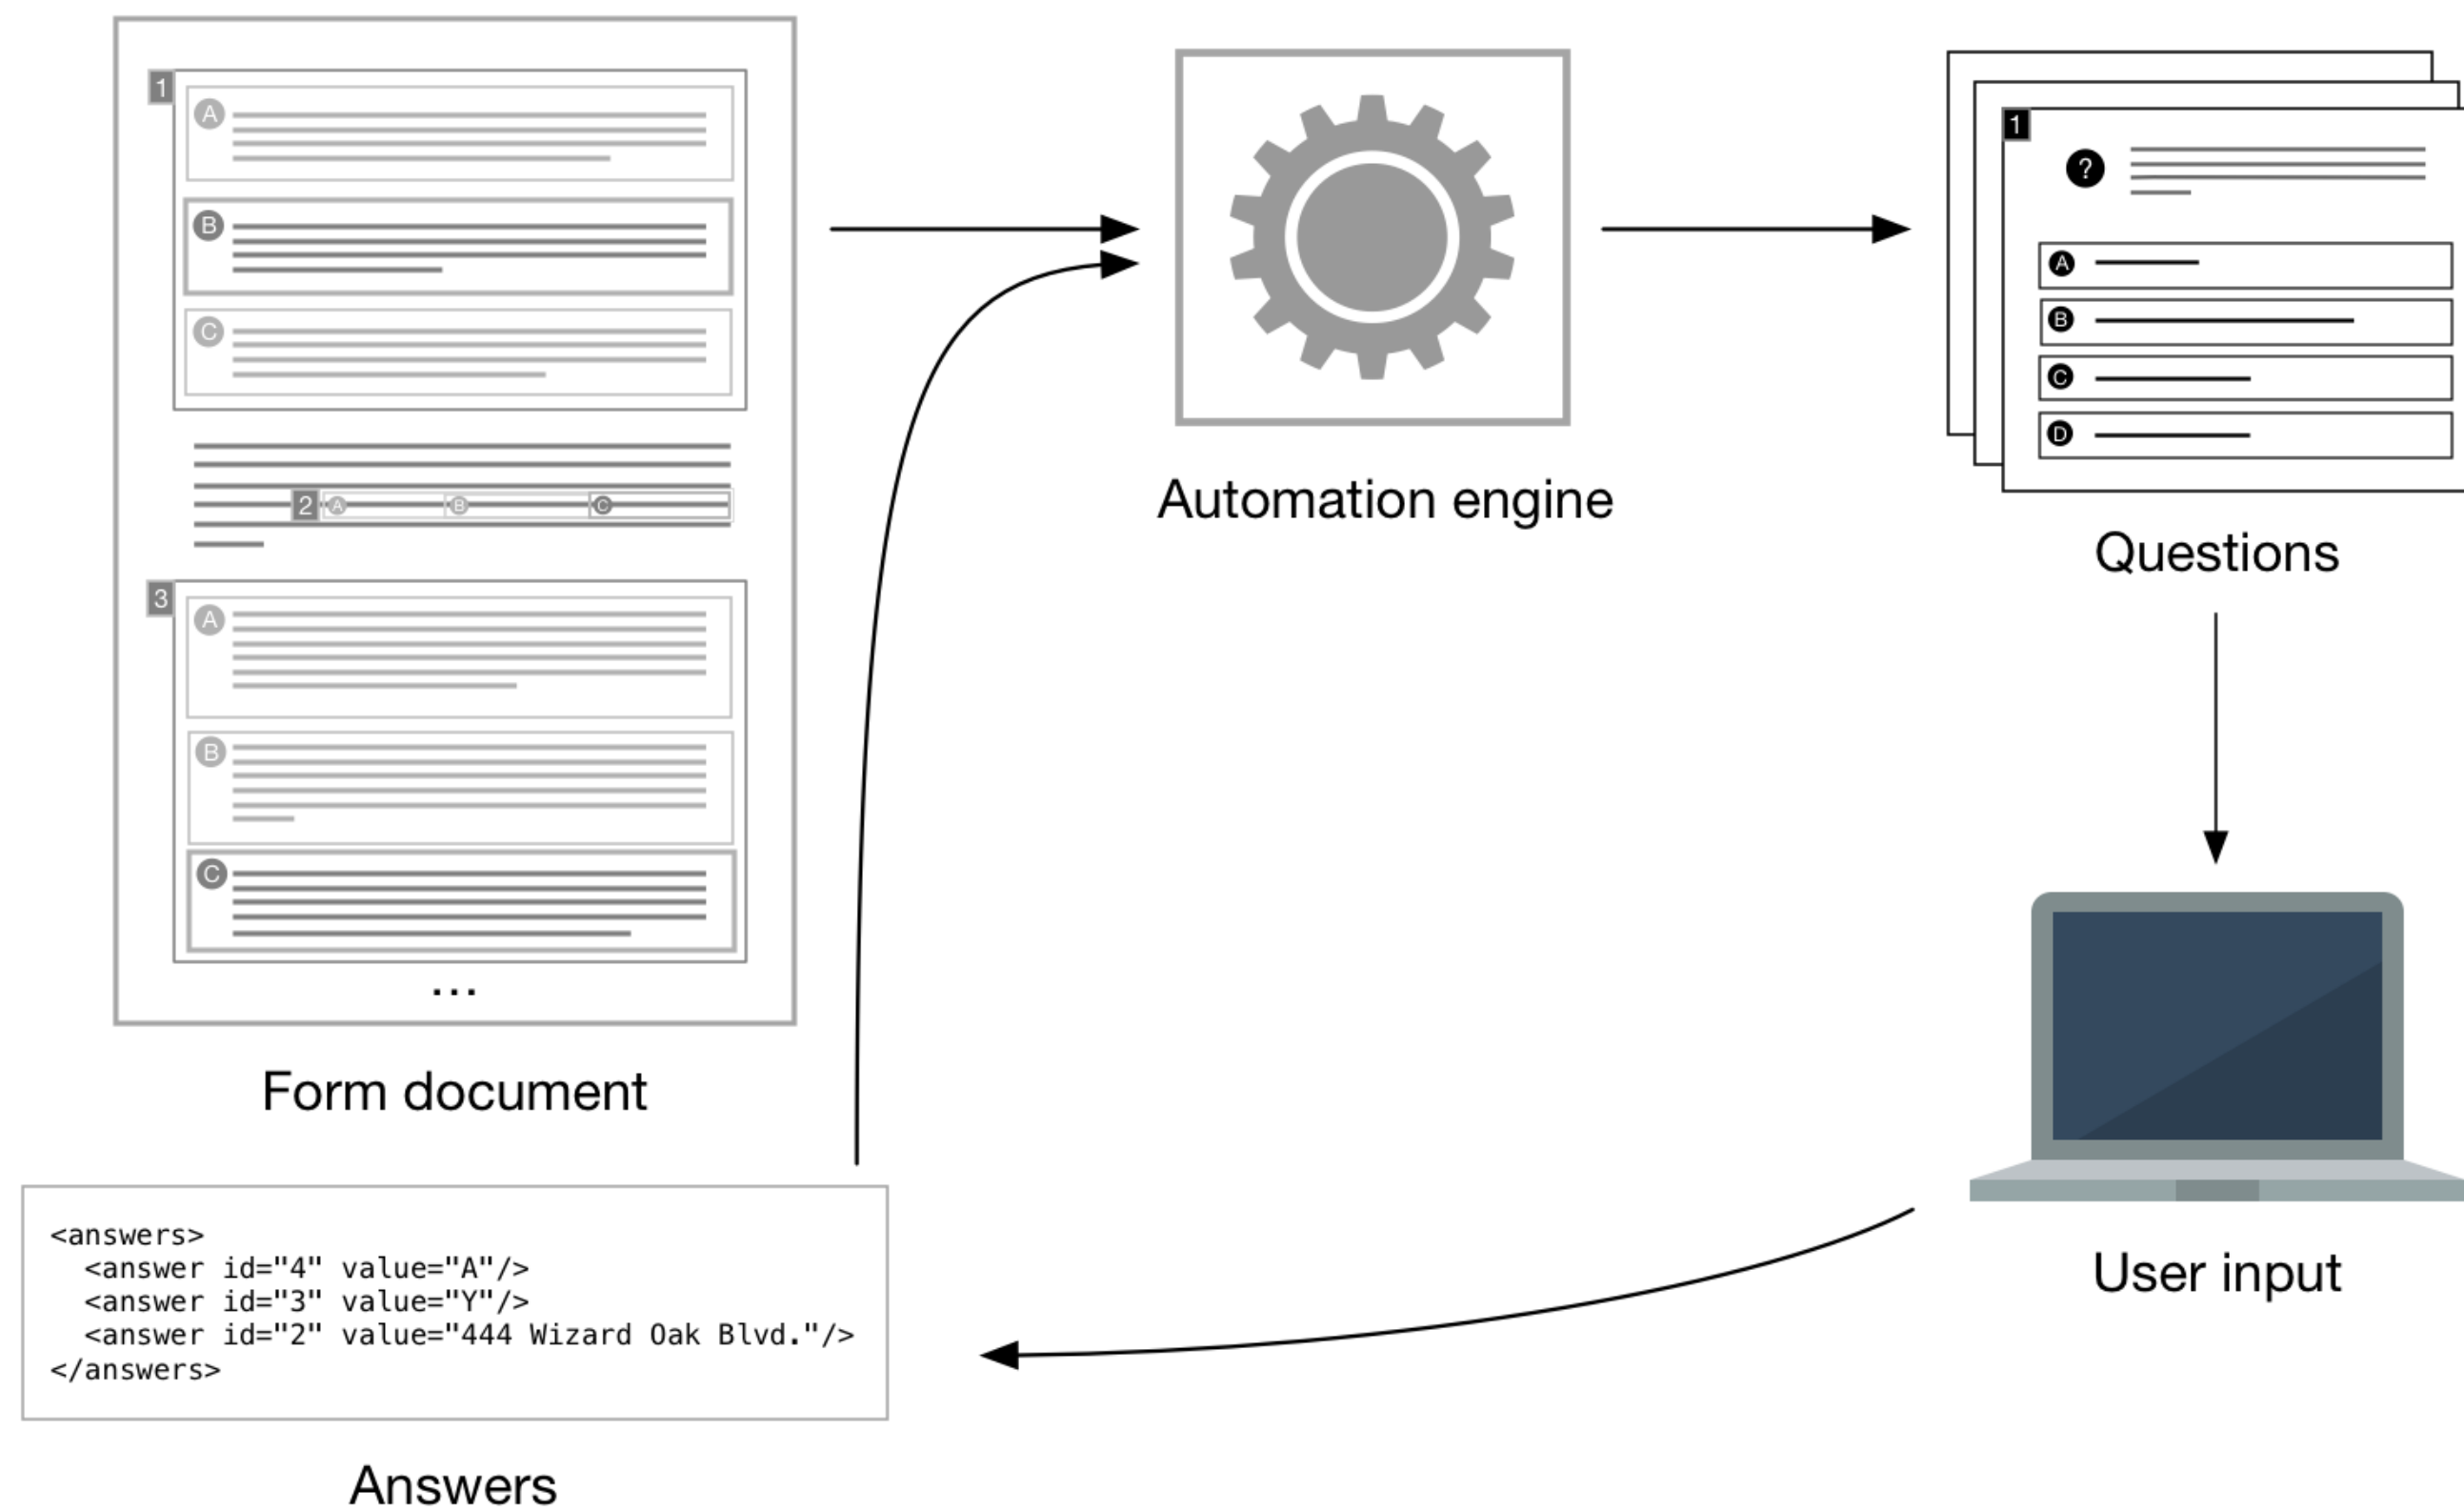 1
A
B
C
2 A B C
3
A
B
C
...
Form document
Automation engine
1
?
A
B
C
D
Questions
User input
<answers>
  <answer id="4" value="A"/>
  <answer id="3" value="Y"/>
  <answer id="2" value="444 Wizard Oak Blvd."/>
</answers>
Answers